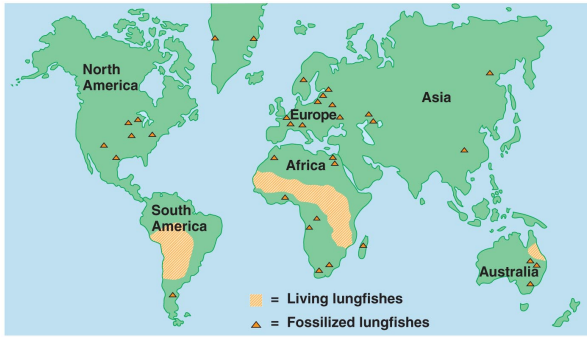 North
America
Europe
Asia
Africa
South
America
Australia
= Living lungfishes
= Fossilized lungfishes